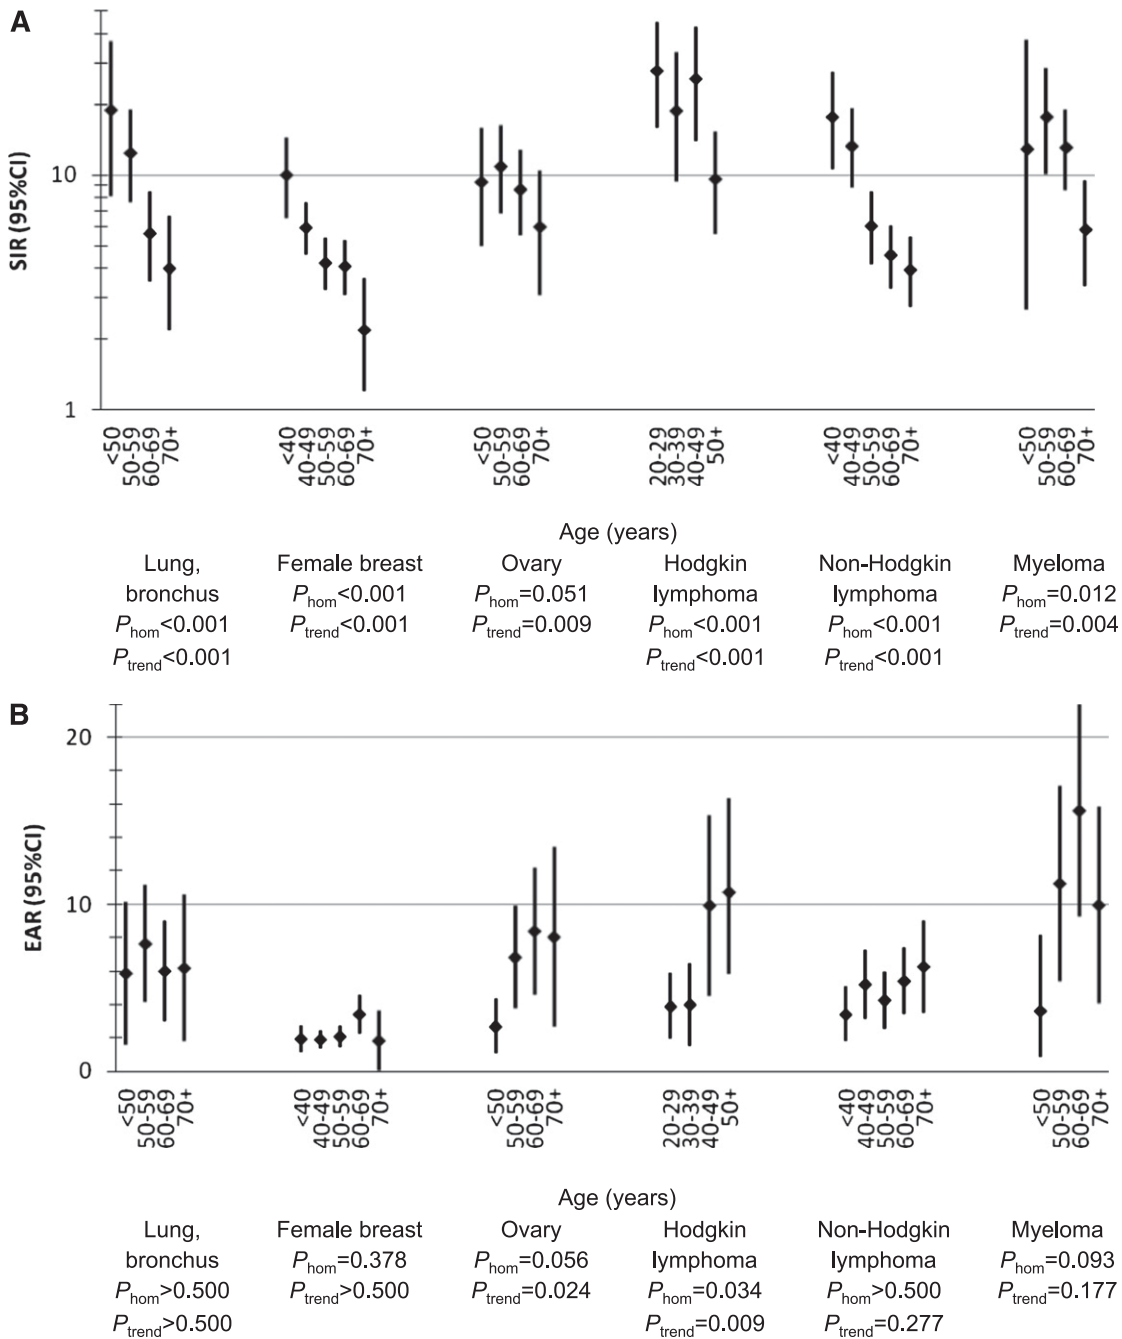 A
SIR (95%CI)
10
1
<50 50-59 60-69 70+ <40 40-49 50-59 60-69 70+ <50 50-59 60-69 70+ 20-29 30-39 40-49 50+ <40 40-49 50-59 60-69 70+ <50 50-59 60-69 70+
Age (years)
Lung, Female breast Ovary Hodgkin Non-Hodgkin Myeloma
bronchus Phom<0.001 Phom=0.051 lymphoma lymphoma Phom=0.012
Phom<0.001 Ptrend<0.001 Ptrend=0.009 Phom<0.001 Phom<0.001 Ptrend=0.004
Ptrend<0.001 Ptrend<0.001 Ptrend<0.001
B
EAR (95%CI)
20
10
0
<50 50-59 60-69 70+ <40 40-49 50-59 60-69 70+ <50 50-59 60-69 70+ 20-29 30-39 40-49 50+ <40 40-49 50-59 60-69 70+ <50 50-59 60-69 70+
Age (years)
Lung, Female breast Ovary Hodgkin Non-Hodgkin Myeloma
bronchus Phom=0.378 Phom=0.056 lymphoma lymphoma Phom=0.093
Phom>0.500 Ptrend>0.500 Ptrend=0.024 Phom=0.034 Phom>0.500 Ptrend=0.177
Ptrend>0.500 Ptrend=0.009 Ptrend=0.277